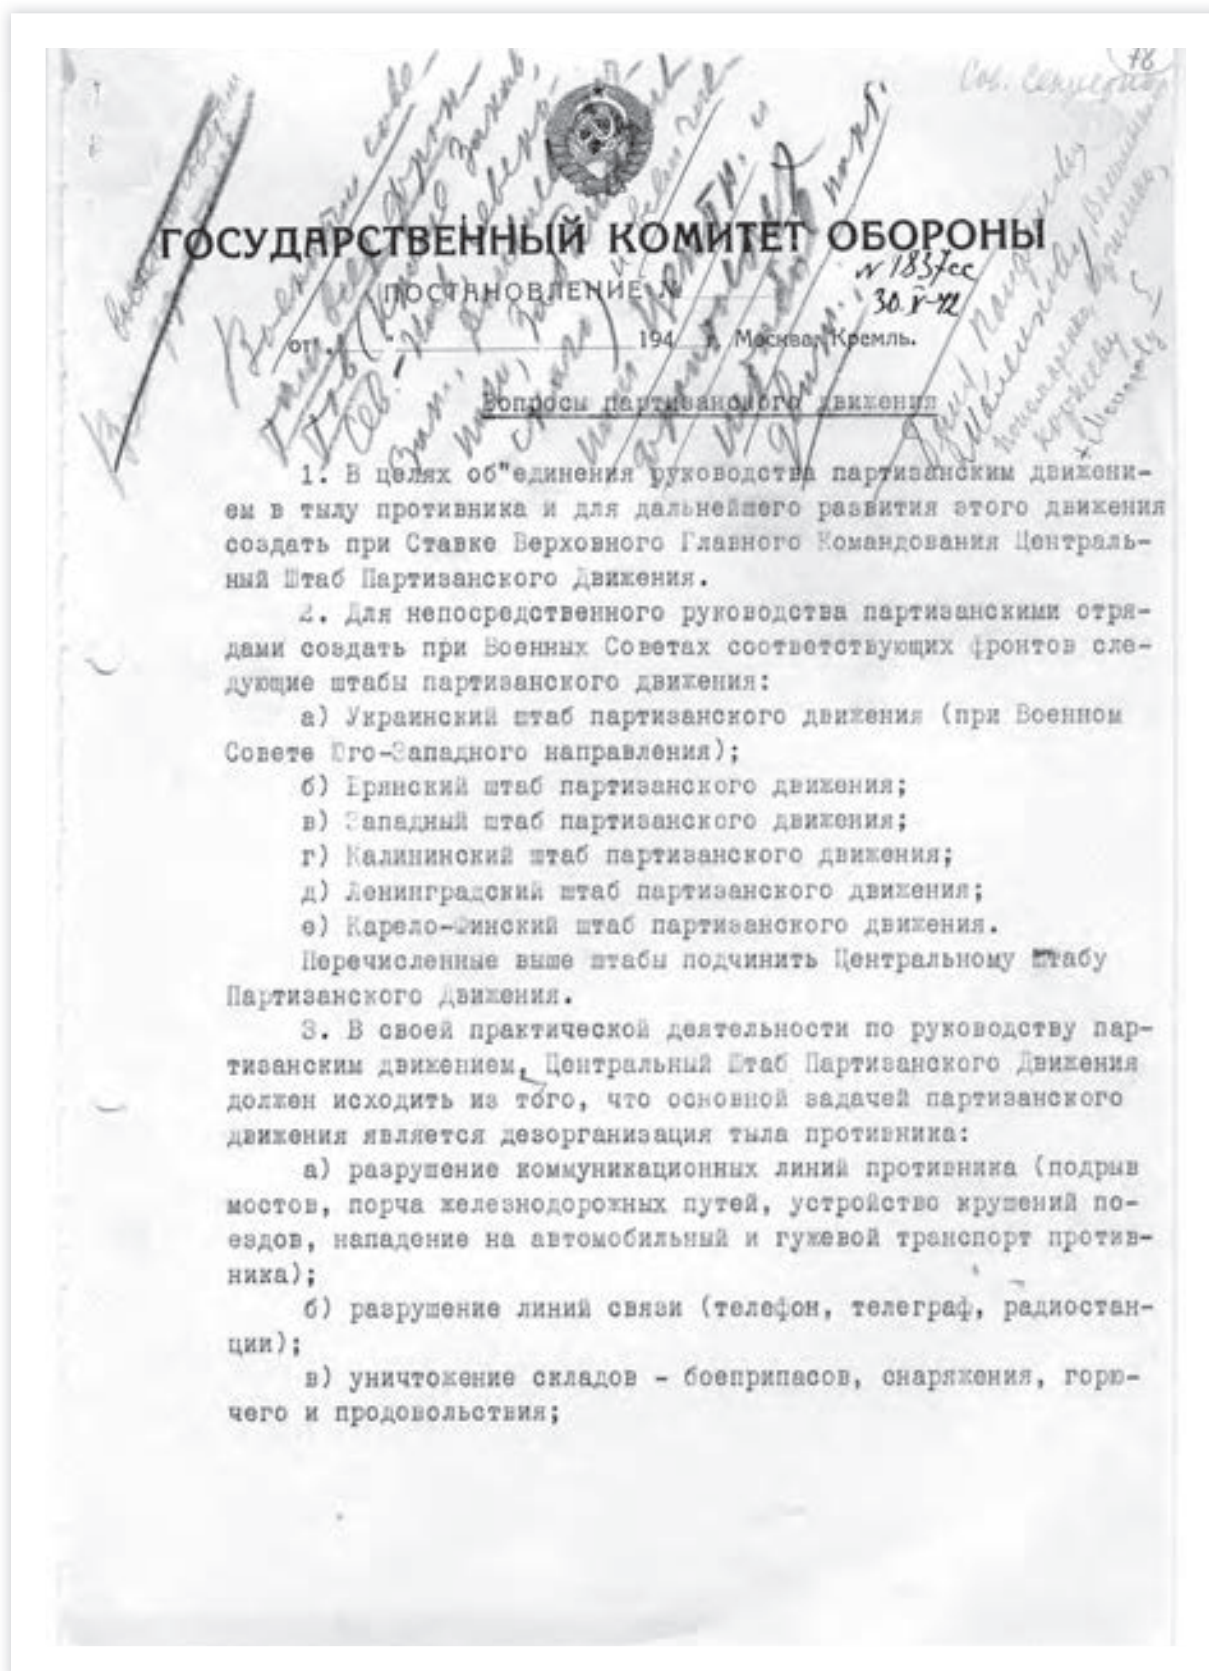 78
Сов. Секретно
ГОСУДАРСТВЕННЫЙ КОМИТЕТ ОБОРОНЫ
N 1837сс
ПОСТАНОВЛЕНИЕ №
30.V-42
от „ " 194 г. Москва, Кремль.
Вопросы партизанского движения
1. В целях об"единения руководства партизанским движени-
ем в тылу противника и для дальнейшего развития этого движения
создать при Ставке Верховного Главного Командования Централь-
ный Штаб Партизанского Движения.
2. Для непосредственного руководства партизанскими отря-
дами создать при Военных Советах соответствующих фронтов сле-
дующие штабы партизанского движения:
а) Украинский штаб партизанского движения (при Военном
Совете Юго-Западного направления);
б) Брянский штаб партизанского движения;
в) Западный штаб партизанского движения;
г) Калининский штаб партизанского движения;
д) Ленинградский штаб партизанского движения;
е) Карело-Финский штаб партизанского движения.
Перечисленные выше штабы подчинить Центральному Штабу
Партизанского Движения.
3. В своей практической деятельности по руководству пар-
тизанским движением, Центральный Штаб Партизанского Движения
должен исходить из того, что основной задачей партизанского
движения является дезорганизация тыла противника:
а) разрушение коммуникационных линий противника (подрыв
мостов, порча железнодорожных путей, устройство крушений по-
ездов, нападение на автомобильный и гужевой транспорт против-
ника);
б) разрушение линий связи (телефон, телеграф, радиостан-
ции);
в) уничтожение складов - боеприпасов, снаряжения, горю-
чего и продовольствия;